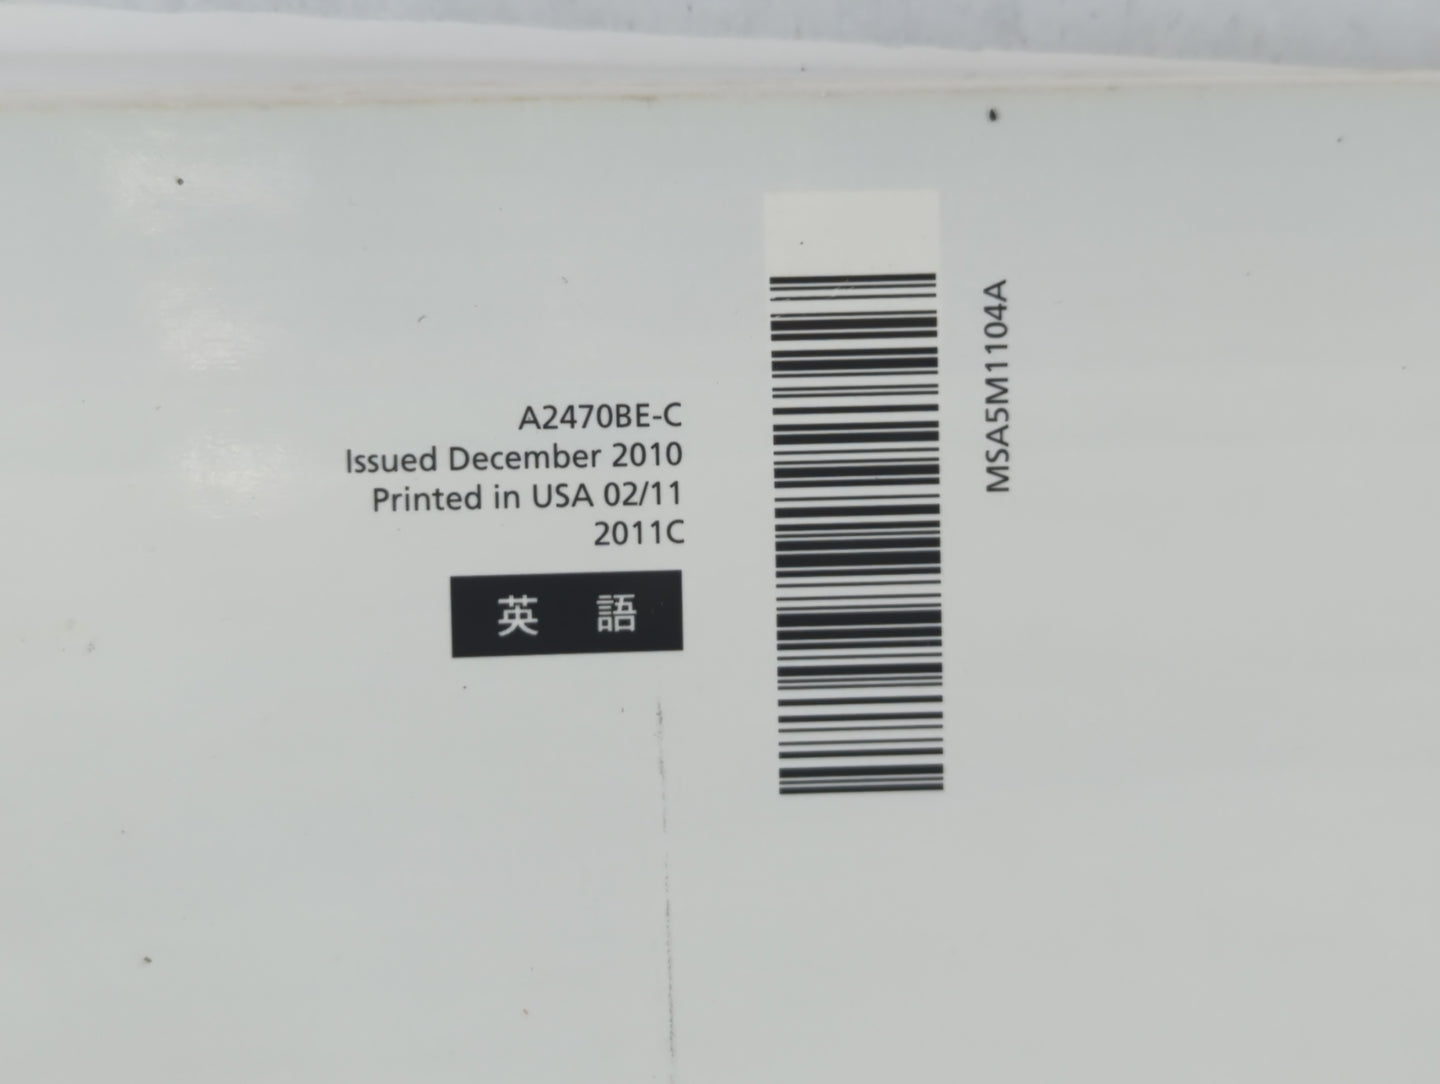 A2470BE-C
Issued December 2010
Printed in USA 02/11
2011C
英 語
MSA5M1104A